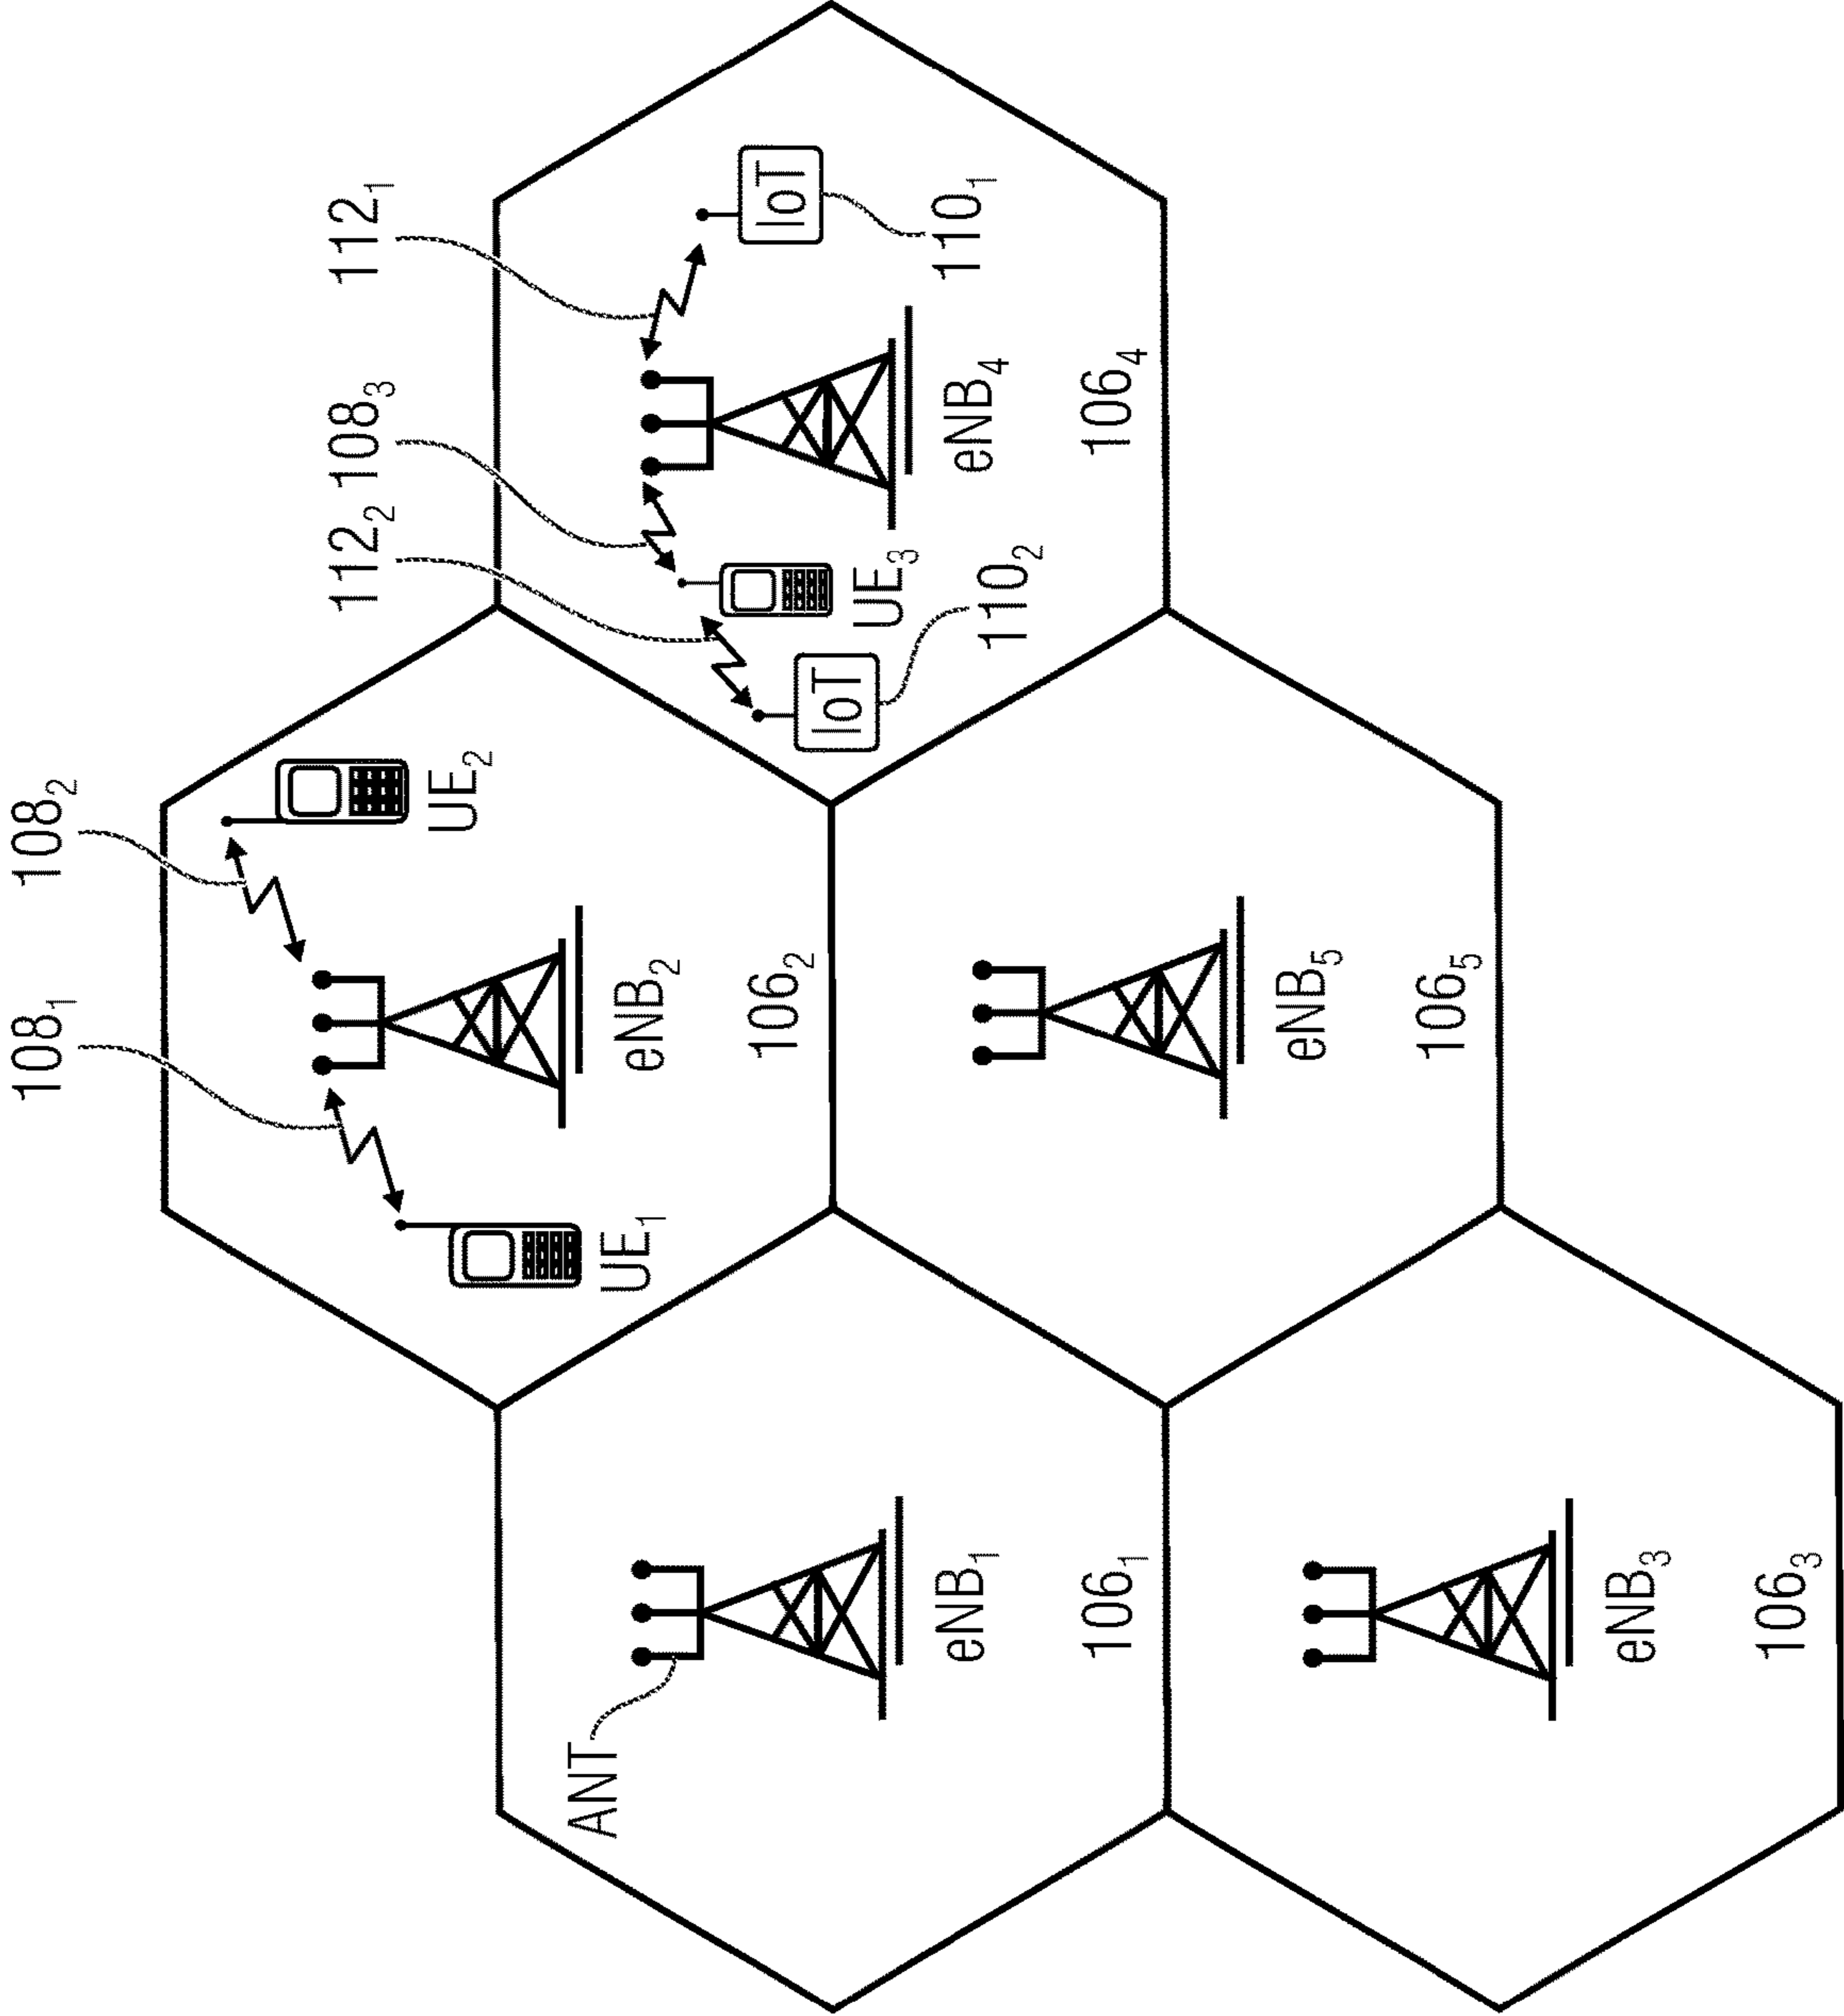 108₁ 108₂
112₂ 108₃ 112₁
UE₂
ANT
UE₁
eNB₂
106₂
IoT
IoT
UE₃
eNB₁
110₁
eNB₄
110₂
106₁
106₄
eNB₅
106₅
eNB₃
106₃